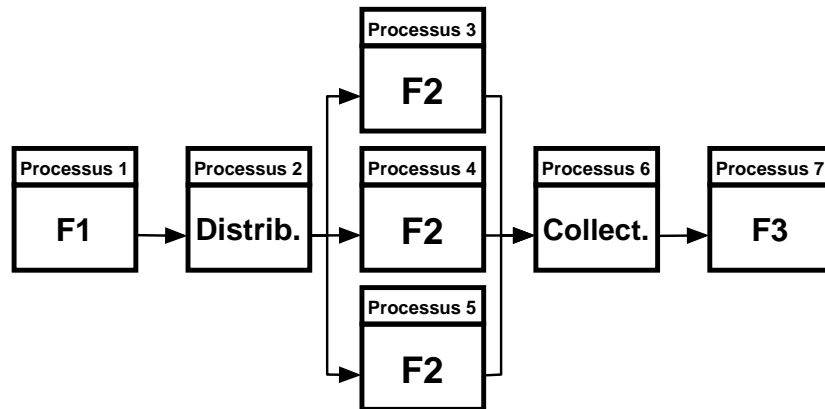 Processus 1
F1
Processus 2
Distrib.
Processus 3
F2
Processus 4
F2
Processus 5
F2
Processus 6
Collect.
Processus 7
F3